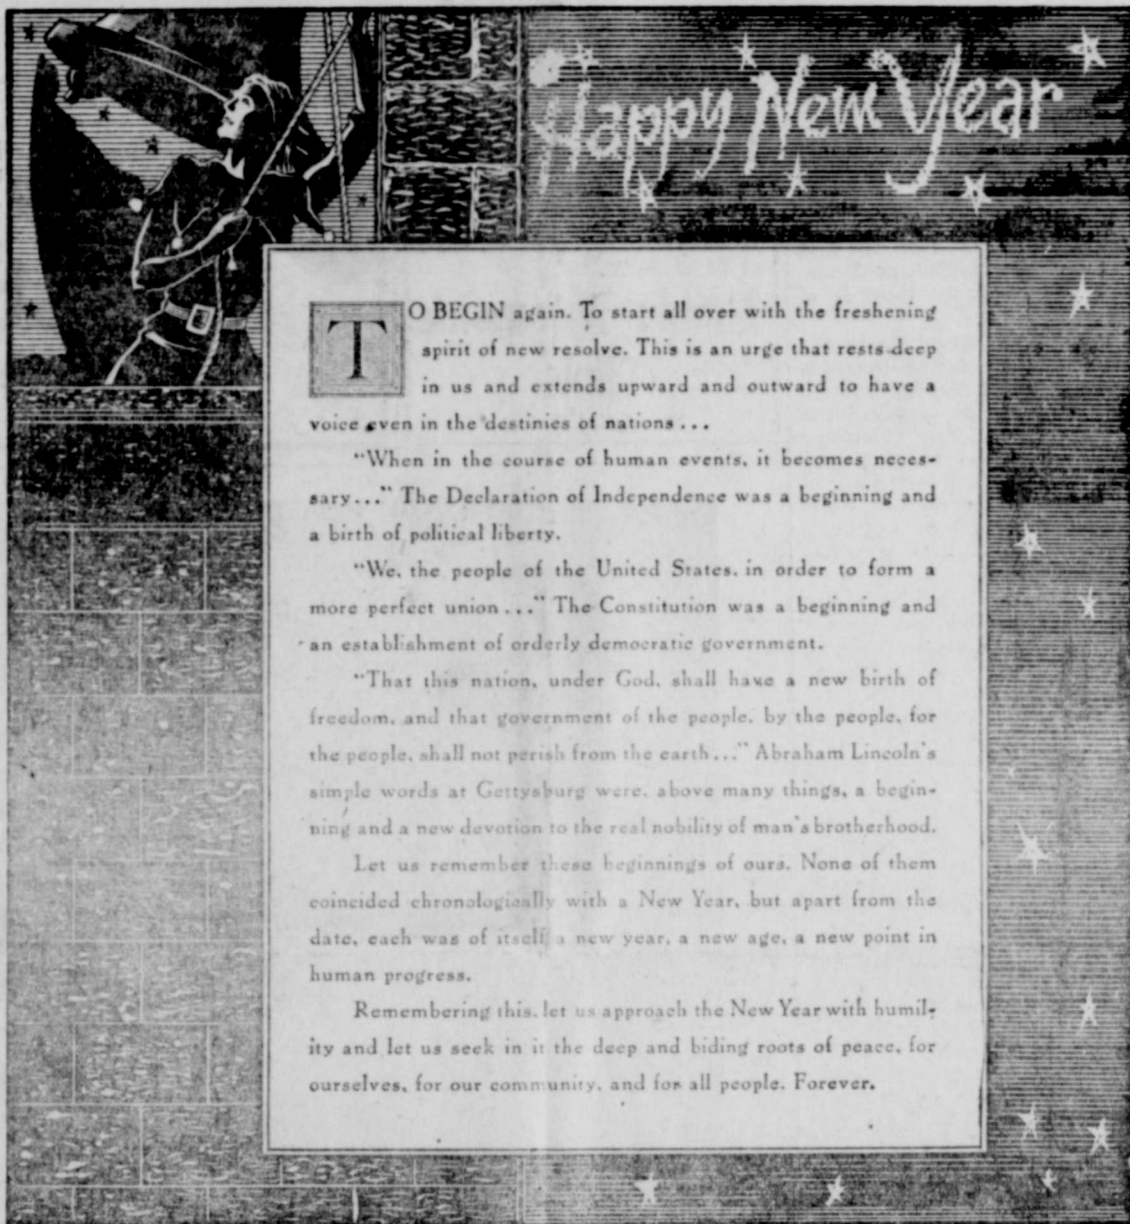 Happy New Year
TO BEGIN again. To start all over with the freshening
spirit of new resolve. This is an urge that rests deep
in us and extends upward and outward to have a
voice even in the destinies of nations ...
"When in the course of human events, it becomes neces-
sary..." The Declaration of Independence was a beginning and
a birth of political liberty.
"We, the people of the United States, in order to form a
more perfect union ..." The Constitution was a beginning and
an establishment of orderly democratic government.
"That this nation, under God, shall have a new birth of
freedom, and that government of the people, by the people, for
the people, shall not perish from the earth..." Abraham Lincoln's
simple words at Gettysburg were, above many things, a begin-
ning and a new devotion to the real nobility of man's brotherhood.
Let us remember these beginnings of ours. None of them
coincided chronologically with a New Year, but apart from the
date, each was of itself a new year, a new age, a new point in
human progress.
Remembering this, let us approach the New Year with humil-
ity and let us seek in it the deep and biding roots of peace, for
ourselves, for our community, and for all people. Forever.